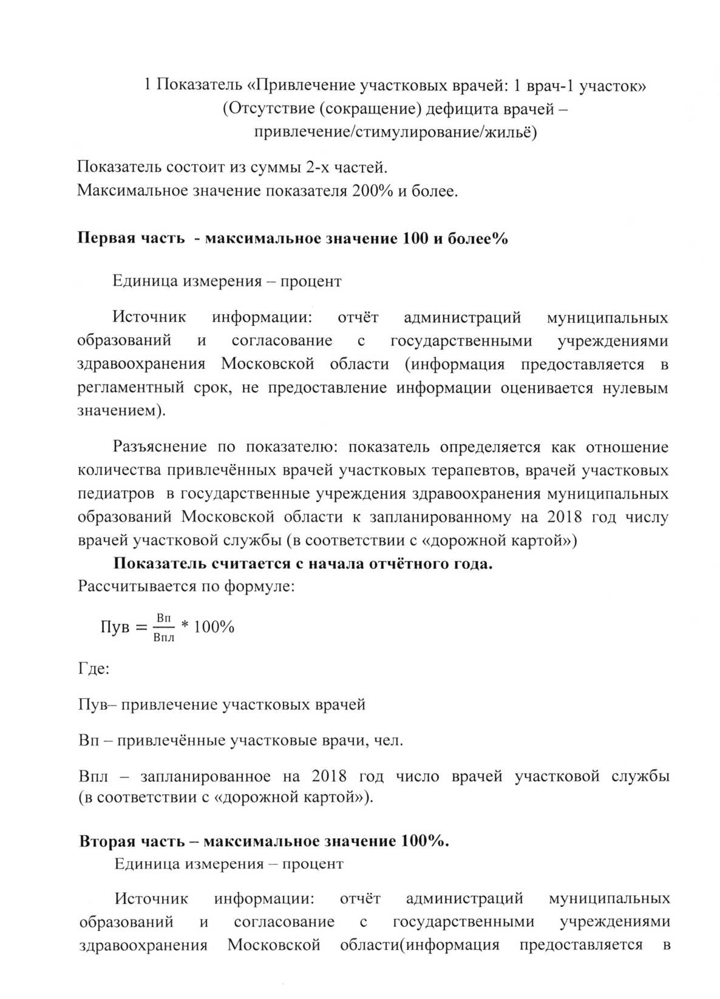 1 Показатель «Привлечение участковых врачей: 1 врач-1 участок»
(Отсутствие (сокращение) дефицита врачей –
привлечение/стимулирование/жильё)
Показатель состоит из суммы 2-х частей.
Максимальное значение показателя 200% и более.
Первая часть - максимальное значение 100 и более%
Единица измерения – процент
Источник информации: отчёт администраций муниципальных
образований и согласование с государственными учреждениями
здравоохранения Московской области (информация предоставляется в
регламентный срок, не предоставление информации оценивается нулевым
значением).
Разъяснение по показателю: показатель определяется как отношение
количества привлечённых врачей участковых терапевтов, врачей участковых
педиатров в государственные учреждения здравоохранения муниципальных
образований Московской области к запланированному на 2018 год числу
врачей участковой службы (в соответствии с «дорожной картой»)
Показатель считается с начала отчётного года.
Рассчитывается по формуле:
Пув = Вп/Впл * 100%
Где:
Пув– привлечение участковых врачей
Вп – привлечённые участковые врачи, чел.
Впл – запланированное на 2018 год число врачей участковой службы
(в соответствии с «дорожной картой»).
Вторая часть – максимальное значение 100%.
Единица измерения – процент
Источник информации: отчёт администраций муниципальных
образований и согласование с государственными учреждениями
здравоохранения Московской области(информация предоставляется в